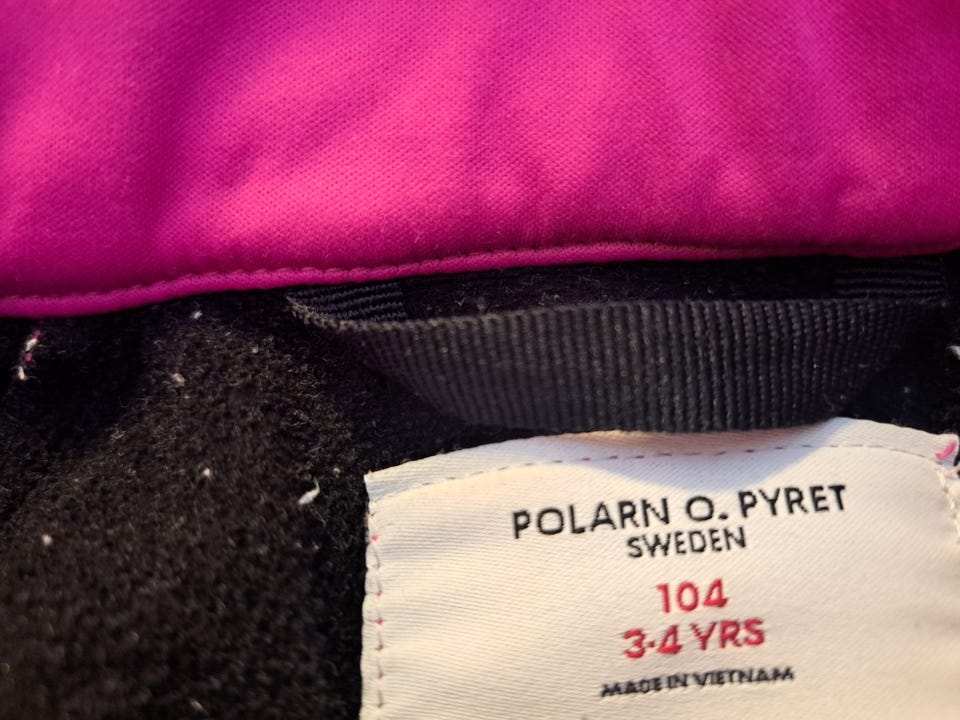 POLARN O. PYRET
SWEDEN
104
3-4 YRS
MADE IN VIETNAM